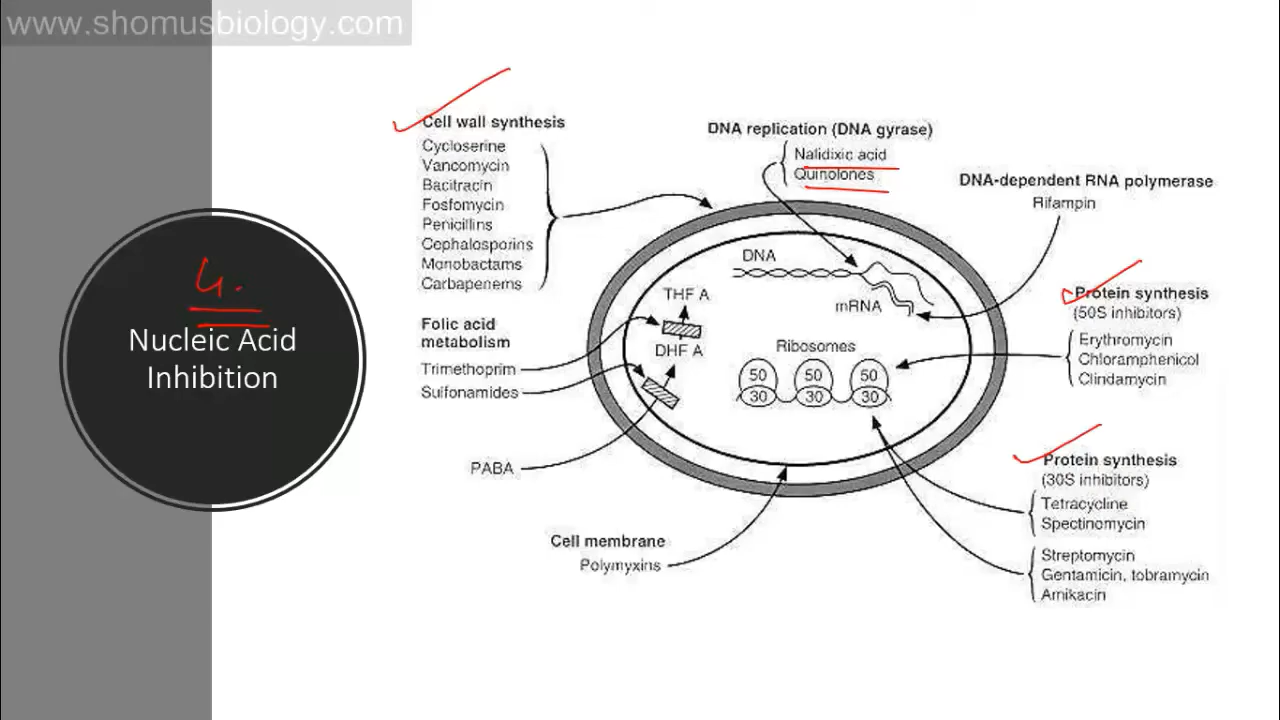 www.shomusbiology.com
4.
Nucleic Acid
Inhibition
Cell wall synthesis
Cycloserine
Vancomycin
Bacitracin
Fosfomycin
Penicillins
Cephalosporins
Monobactams
Carbapenems
Folic acid
metabolism
Trimethoprim
Sulfonamides
PABA
Cell membrane
Polymyxins
DNA replication (DNA gyrase)
Nalidixic acid
Quinolones
DNA
mRNA
THF A
DHF A
Ribosomes
50 50 50
30 30 30
DNA-dependent RNA polymerase
Rifampin
Protein synthesis
(50S inhibitors)
Erythromycin
Chloramphenicol
Clindamycin
Protein synthesis
(30S inhibitors)
Tetracycline
Spectinomycin
Streptomycin
Gentamicin, tobramycin
Amikacin